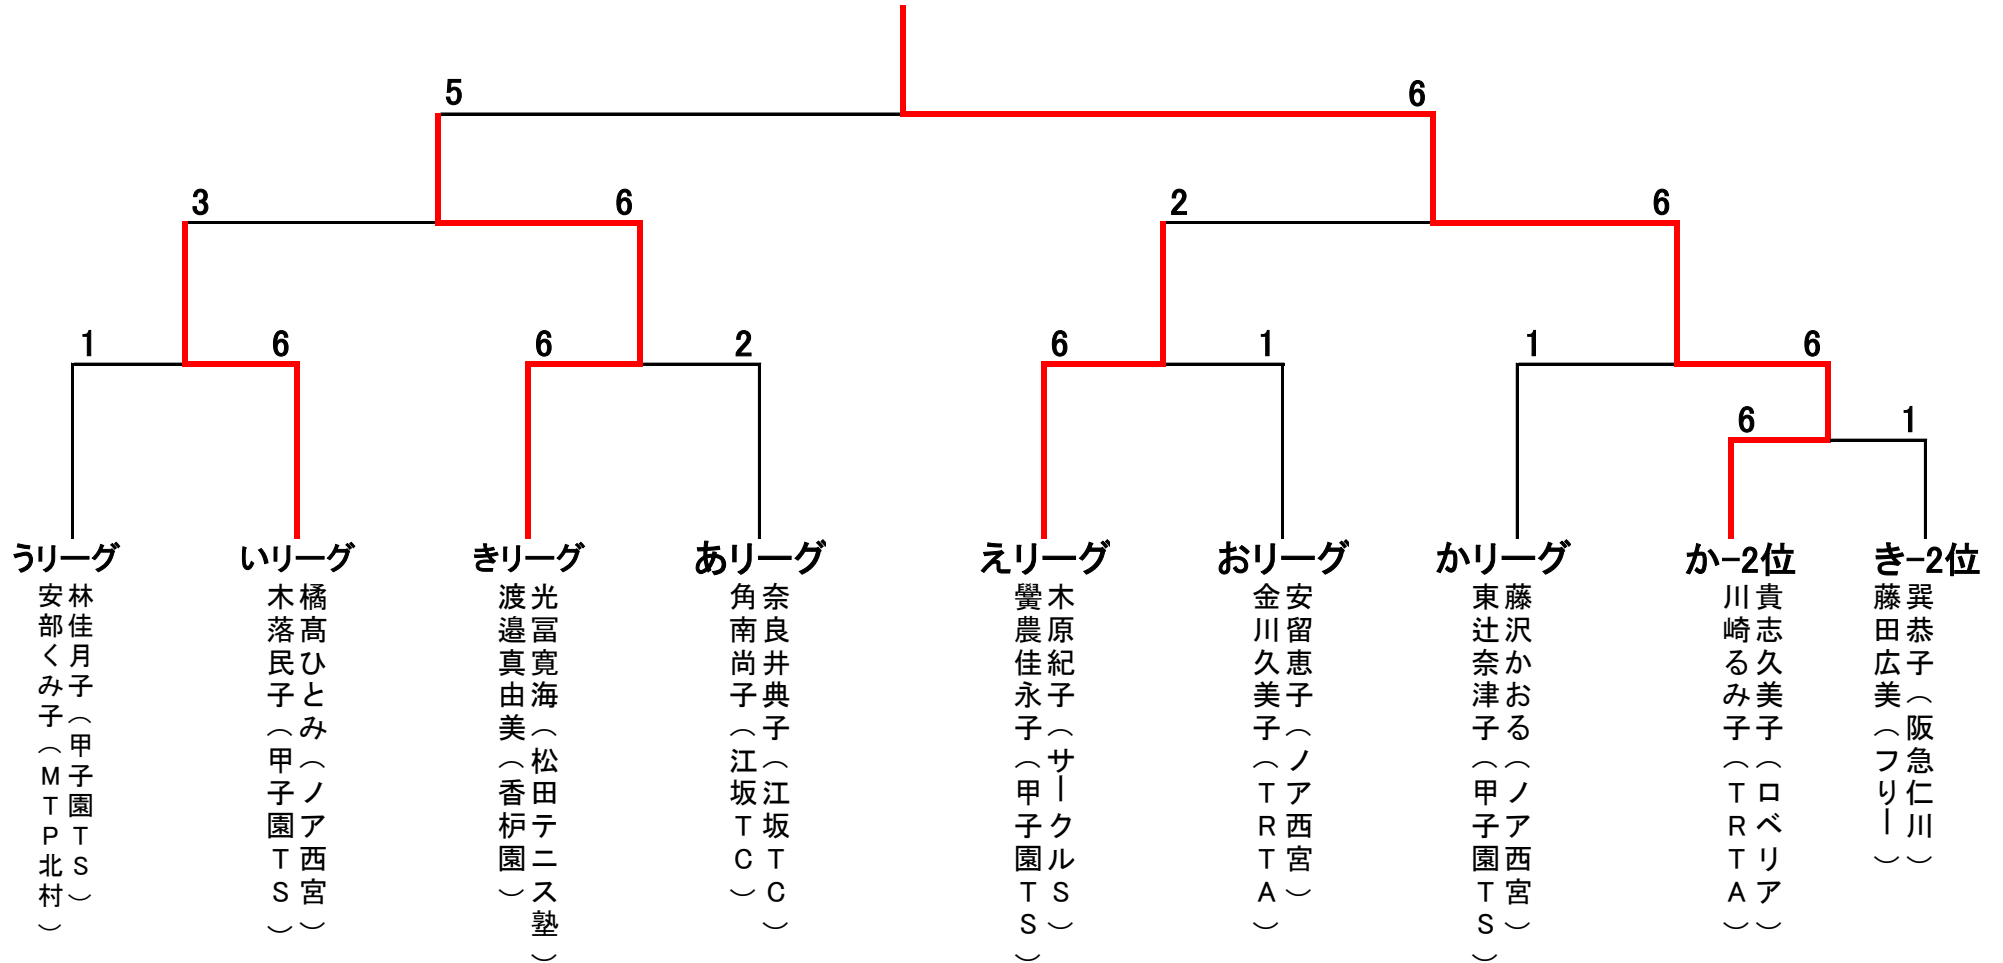 5
6
3
6
2
6
1
6
6
2
6
1
1
6
6
1
うリーグ
いリーグ
きリーグ
あリーグ
えリーグ
おリーグ
かリーグ
か-2位
き-2位
林佳月子（甲子園TS）
安部くみ子（MTP北村）
橘髙ひとみ（ノア西宮）
木落民子（甲子園TS）
光冨寛海（松田テニス塾）
渡邉真由美（香枦園）
奈良井典子（江坂TC）
角南尚子（江坂TC）
木原紀子（サークルS）
農佳永子（甲子園TS）
安留恵子（ノア西宮）
金川久美子（TRTA）
藤沢かおる（ノア西宮）
東辻奈津子（甲子園TS）
貴志久美子（ロベリア）
川崎るみ子（TRTA）
巽恭子（阪急仁川）
藤田広美（フリー）